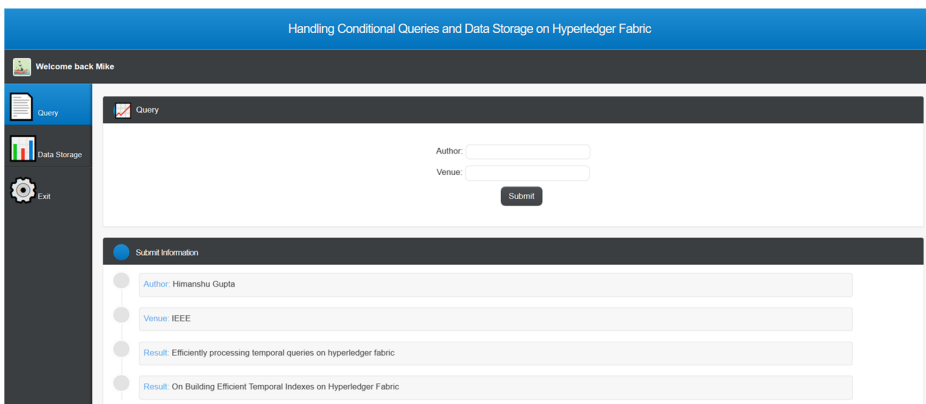 Handling Conditional Queries and Data Storage on Hyperledger Fabric
Welcome back Mike
Query
Data Storage
Exit
Query
Author:
Venue:
Submit
Submit Information
Author: Himanshu Gupta
Venue: IEEE
Result: Efficiently processing temporal queries on hyperledger fabric
Result: On Building Efficient Temporal Indexes on Hyperledger Fabric